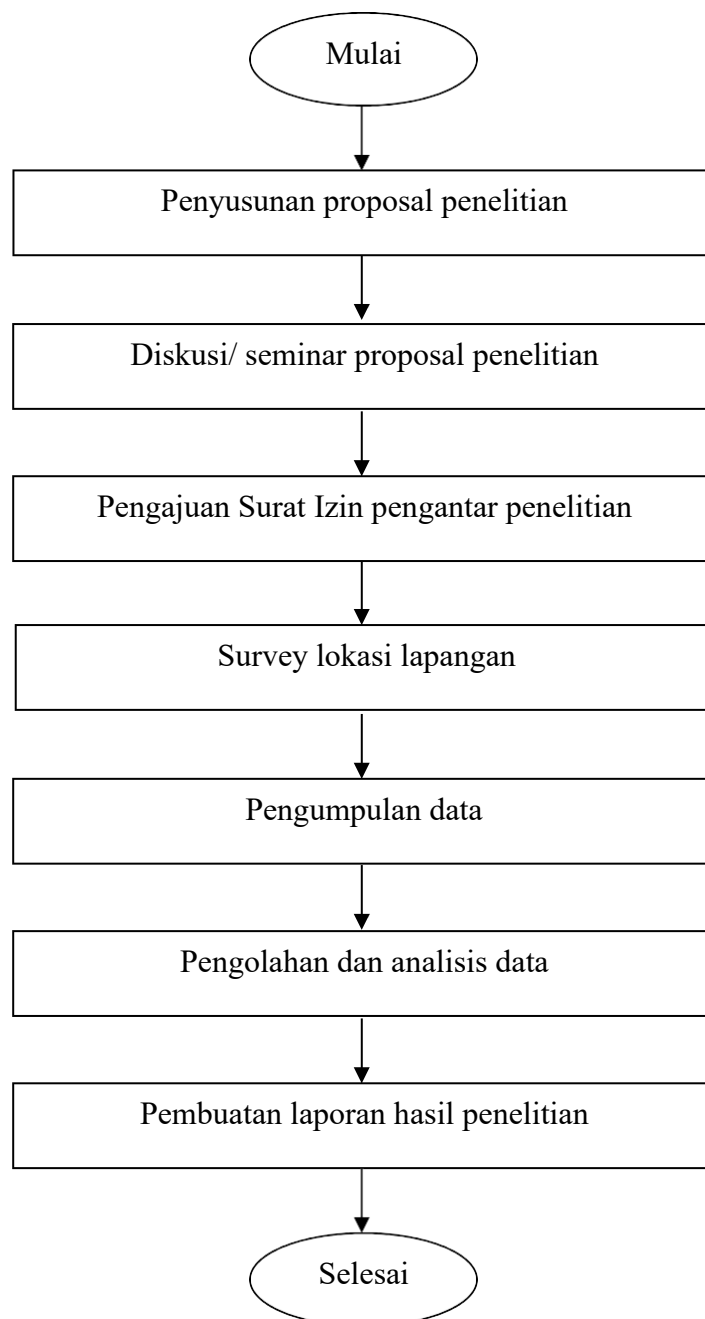 Mulai
Penyusunan proposal penelitian
Diskusi/ seminar proposal penelitian
Pengajuan Surat Izin pengantar penelitian
Survey lokasi lapangan
Pengumpulan data
Pengolahan dan analisis data
Pembuatan laporan hasil penelitian
Selesai